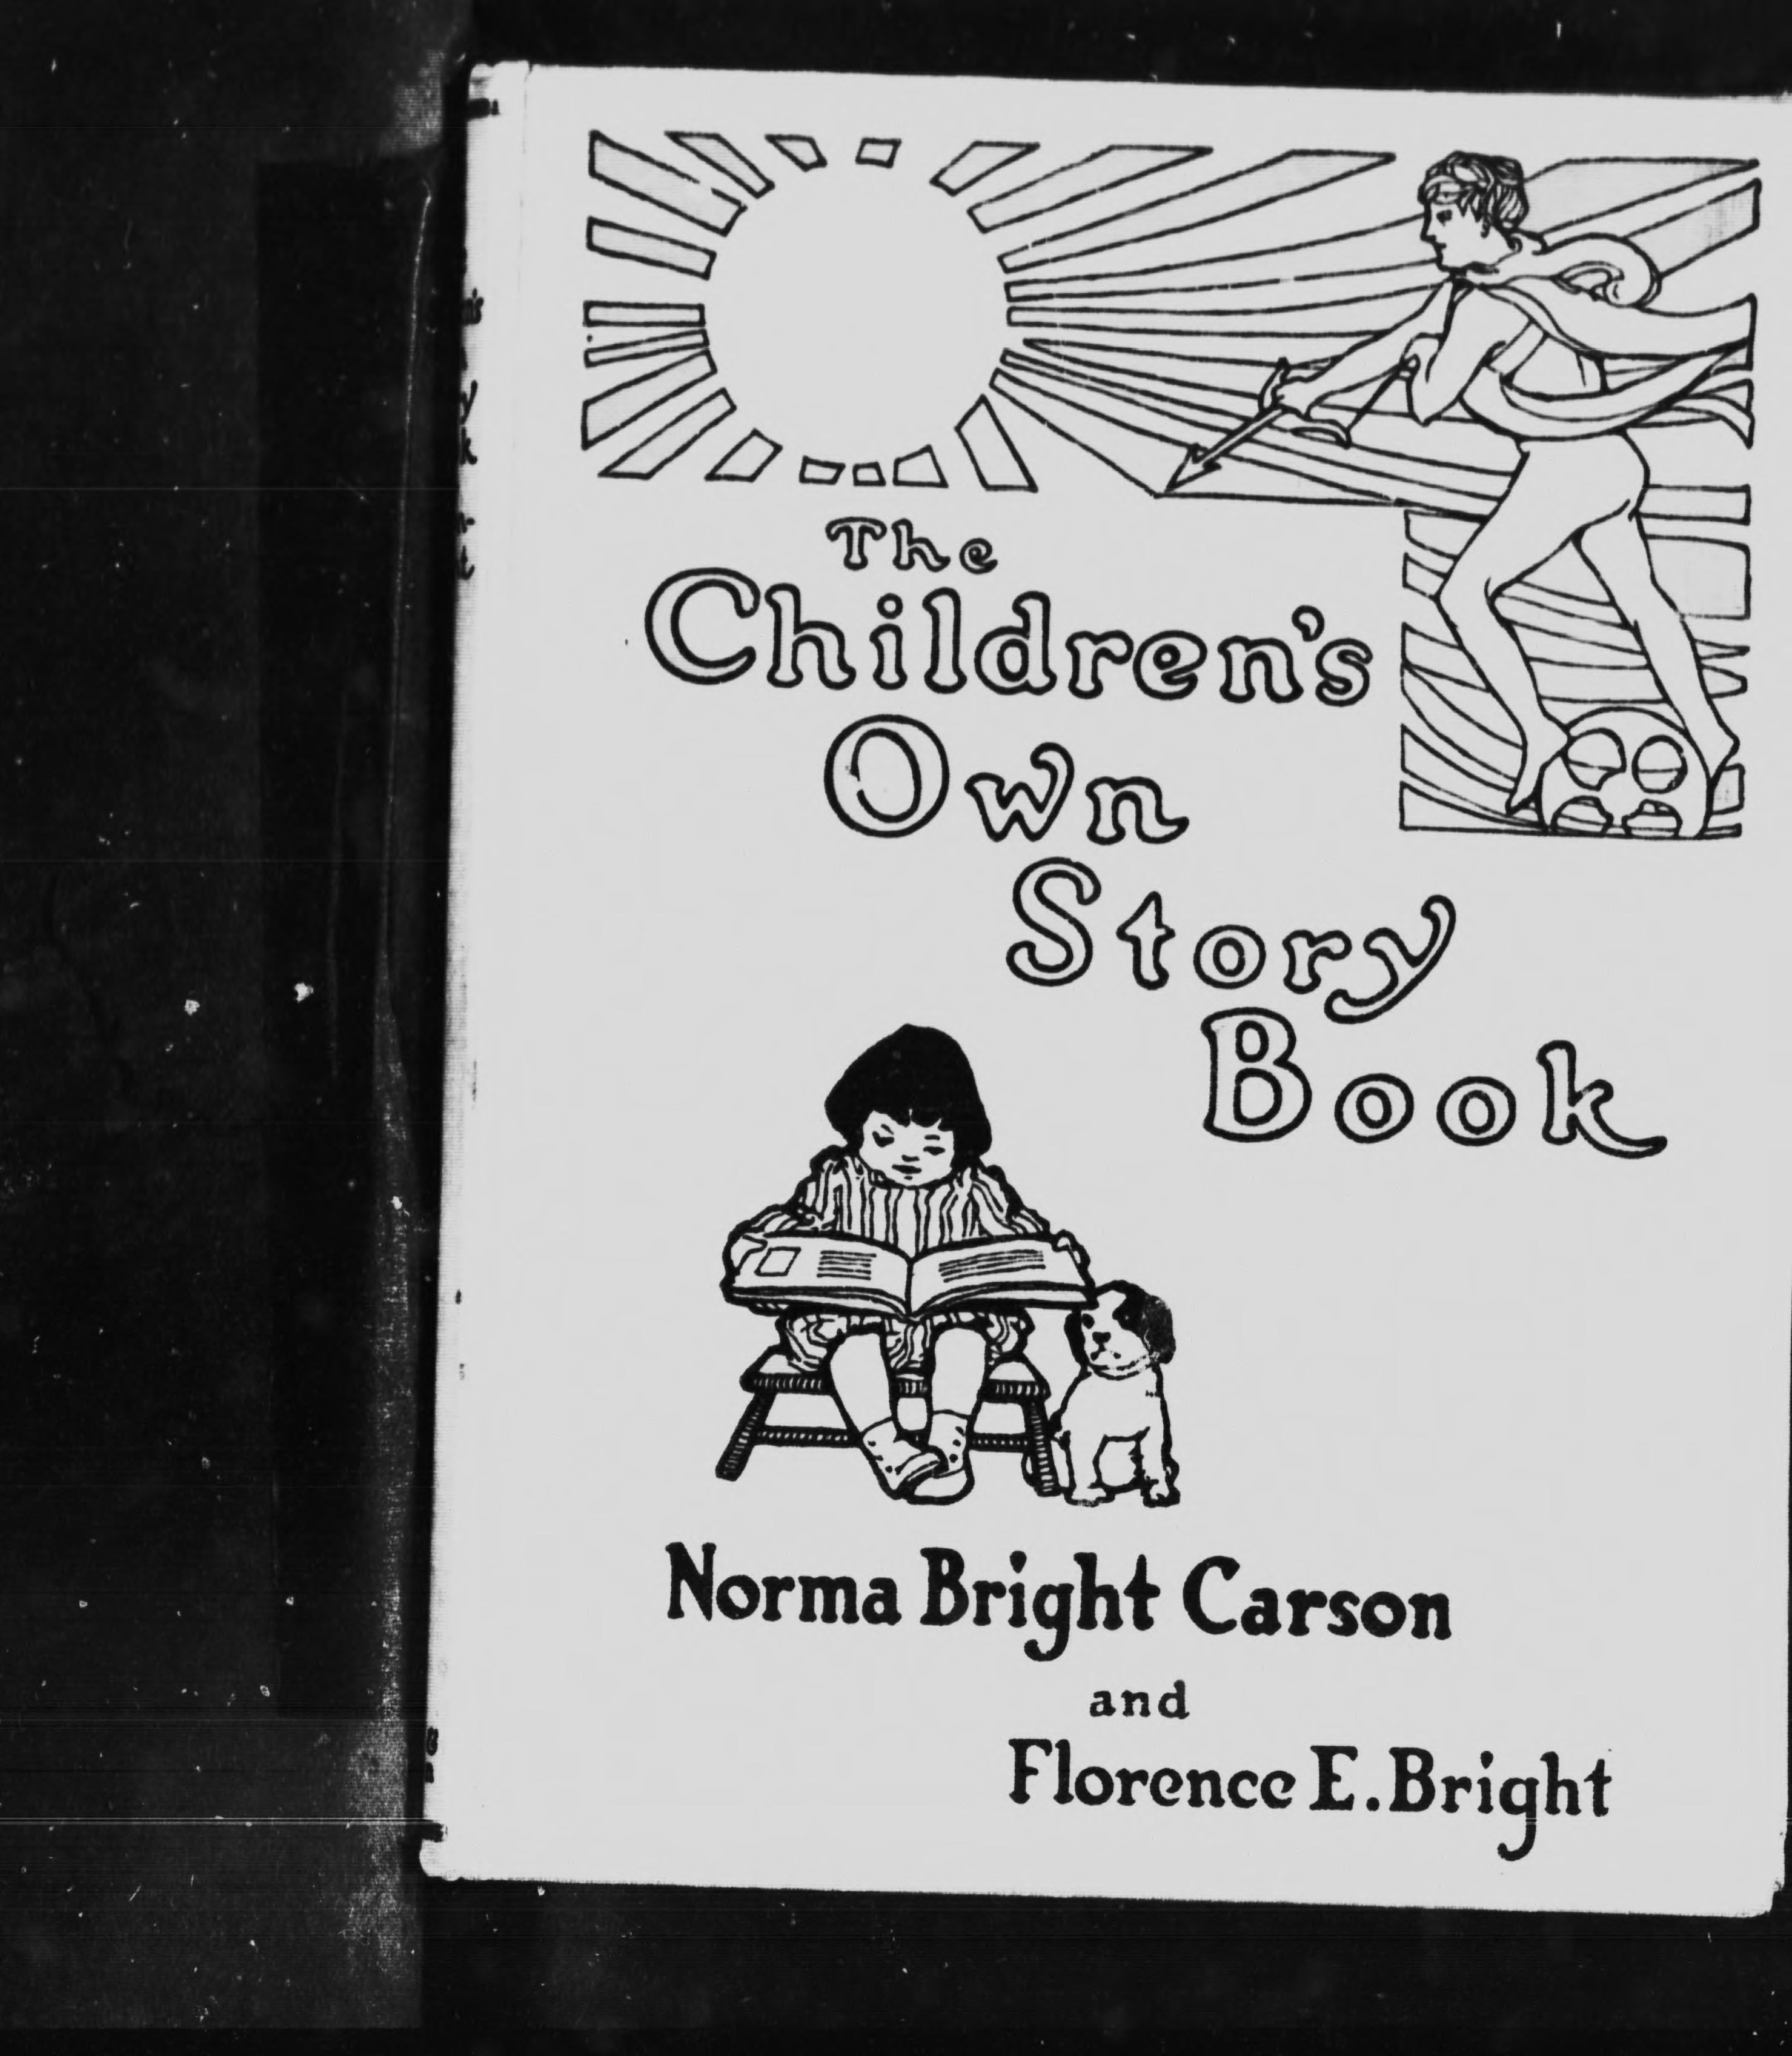 The
Children's
Own
Story
Book
Norma Bright Carson
and
Florence E. Bright